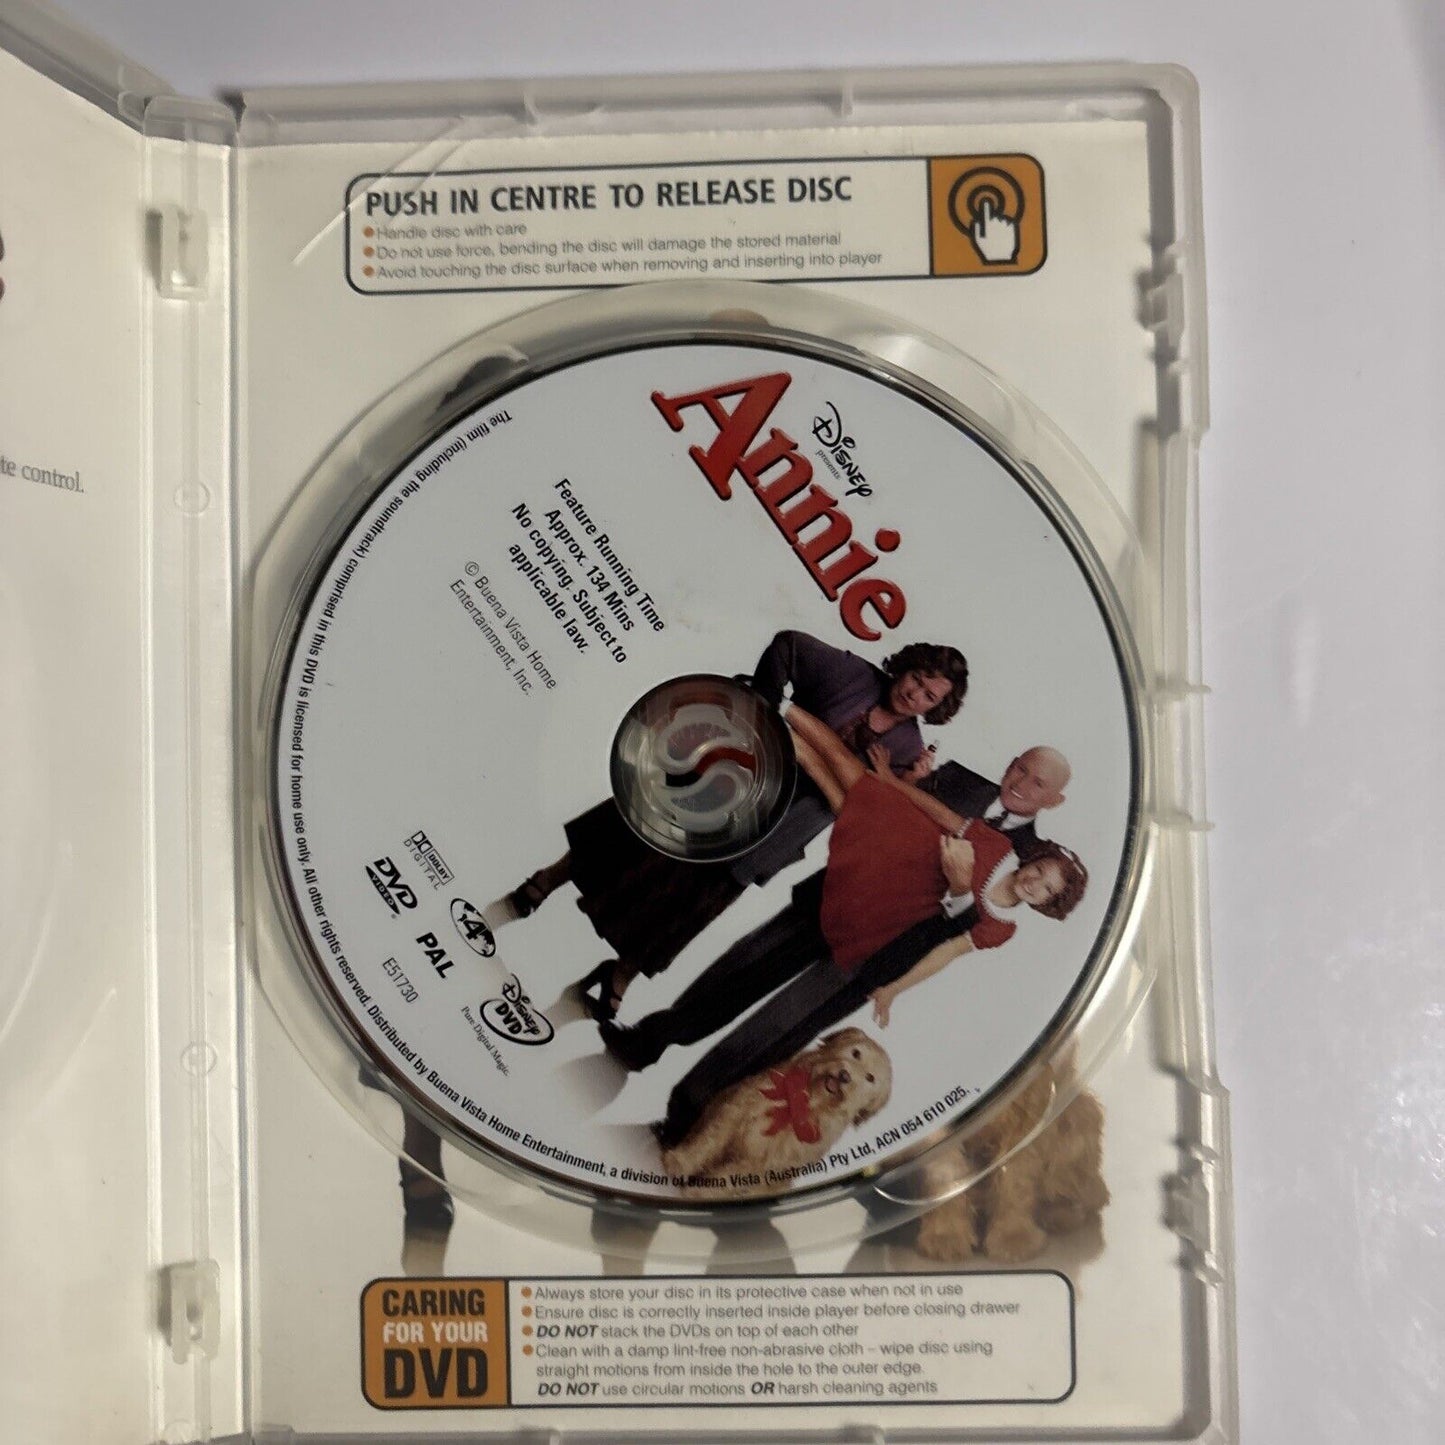 te control.
PUSH IN CENTRE TO RELEASE DISC
Handle disc with care
Do not use force, bending the disc will damage the stored material
Avoid touching the disc surface when removing and inserting into player
DISNEY
presents
Annie
Feature Running Time
Approx. 134 Mins
No copying. Subject to
applicable law.
© Buena Vista Home
Entertainment, Inc.
DOLBY
DIGITAL
DVD
VIDEO
4
PAL
E51730
DISNEY
DVD
Pure Digital Magic.
The film (including the soundtrack) comprised in this DVD is licensed for home use only. All other rights reserved. Distributed by Buena Vista Home Entertainment, a division of Buena Vista (Australia) Pty Ltd, ACN 054 610 025.
CARING
FOR YOUR
DVD
Always store your disc in its protective case when not in use
Ensure disc is correctly inserted inside player before closing drawer
DO NOT stack the DVDs on top of each other
Clean with a damp lint-free non-abrasive cloth – wipe disc using
straight motions from inside the hole to the outer edge.
DO NOT use circular motions OR harsh cleaning agents